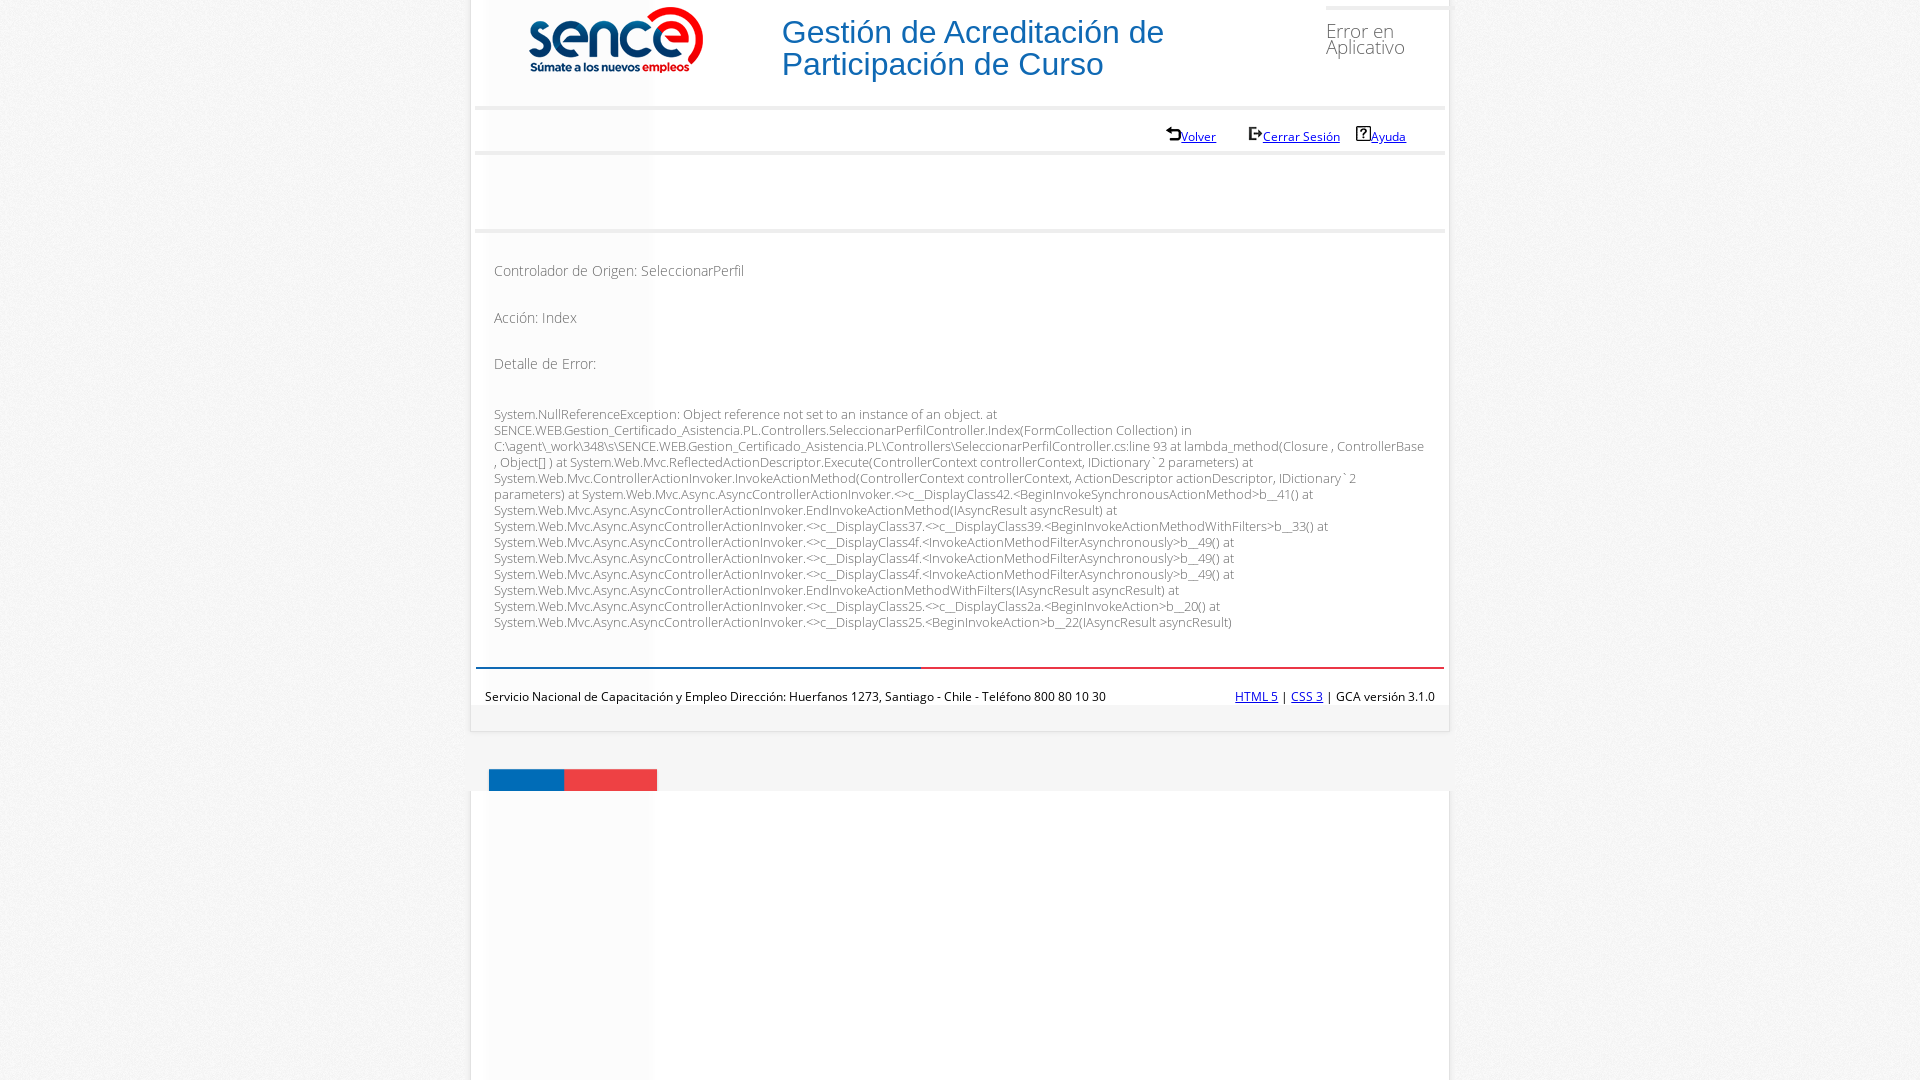 sence
Súmate a los nuevos empleos
Gestión de Acreditación de
Participación de Curso
Error en
Aplicativo
Volver
Cerrar Sesión
Ayuda
Controlador de Origen: SeleccionarPerfil
Acción: Index
Detalle de Error:
System.NullReferenceException: Object reference not set to an instance of an object. at
SENCE.WEB.Gestion_Certificado_Asistencia.PL.Controllers.SeleccionarPerfilController.Index(FormCollection Collection) in
C:\agent\_work\348\s\SENCE.WEB.Gestion_Certificado_Asistencia.PL\Controllers\SeleccionarPerfilController.cs:line 93 at lambda_method(Closure , ControllerBase
, Object[] ) at System.Web.Mvc.ReflectedActionDescriptor.Execute(ControllerContext controllerContext, IDictionary`2 parameters) at
System.Web.Mvc.ControllerActionInvoker.InvokeActionMethod(ControllerContext controllerContext, ActionDescriptor actionDescriptor, IDictionary`2
parameters) at System.Web.Mvc.Async.AsyncControllerActionInvoker.<>c__DisplayClass42.<BeginInvokeSynchronousActionMethod>b__41() at
System.Web.Mvc.Async.AsyncControllerActionInvoker.EndInvokeActionMethod(IAsyncResult asyncResult) at
System.Web.Mvc.Async.AsyncControllerActionInvoker.<>c__DisplayClass37.<>c__DisplayClass39.<BeginInvokeActionMethodWithFilters>b__33() at
System.Web.Mvc.Async.AsyncControllerActionInvoker.<>c__DisplayClass4f.<InvokeActionMethodFilterAsynchronously>b__49() at
System.Web.Mvc.Async.AsyncControllerActionInvoker.<>c__DisplayClass4f.<InvokeActionMethodFilterAsynchronously>b__49() at
System.Web.Mvc.Async.AsyncControllerActionInvoker.<>c__DisplayClass4f.<InvokeActionMethodFilterAsynchronously>b__49() at
System.Web.Mvc.Async.AsyncControllerActionInvoker.EndInvokeActionMethodWithFilters(IAsyncResult asyncResult) at
System.Web.Mvc.Async.AsyncControllerActionInvoker.<>c__DisplayClass25.<>c__DisplayClass2a.<BeginInvokeAction>b__20() at
System.Web.Mvc.Async.AsyncControllerActionInvoker.<>c__DisplayClass25.<BeginInvokeAction>b__22(IAsyncResult asyncResult)
Servicio Nacional de Capacitación y Empleo Dirección: Huerfanos 1273, Santiago - Chile - Teléfono 800 80 10 30
HTML 5 | CSS 3 | GCA versión 3.1.0